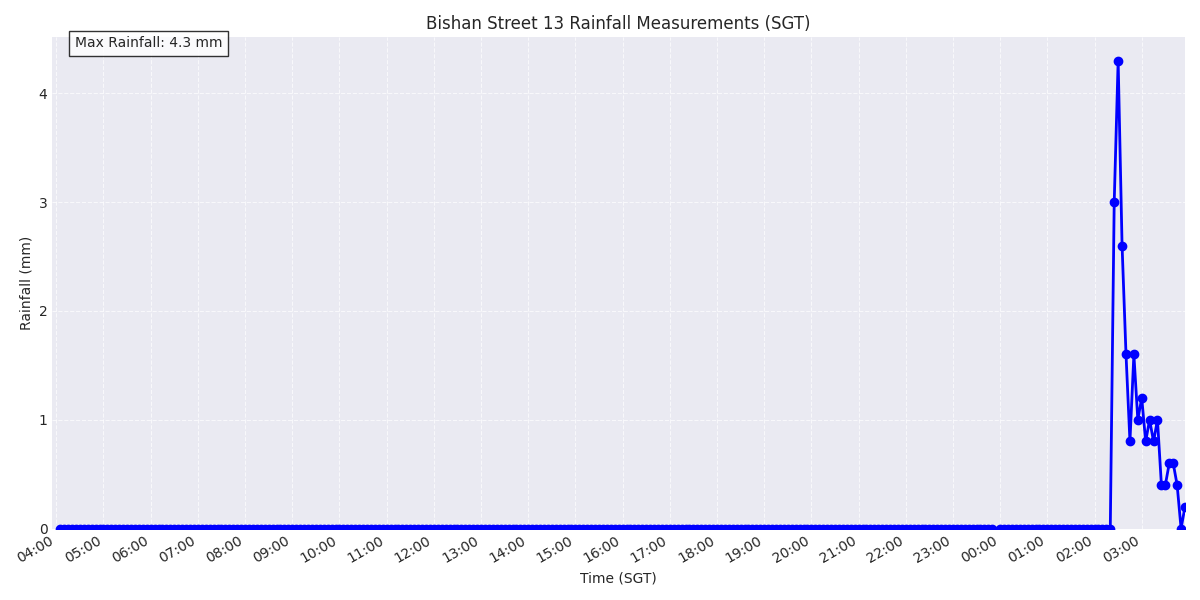 Bishan Street 13 Rainfall Measurements (SGT)
Max Rainfall: 4.3 mm
Rainfall (mm)
4
3
2
1
0
04:00 05:00 06:00 07:00 08:00 09:00 10:00 11:00 12:00 13:00 14:00 15:00 16:00 17:00 18:00 19:00 20:00 21:00 22:00 23:00 00:00 01:00 02:00 03:00
Time (SGT)